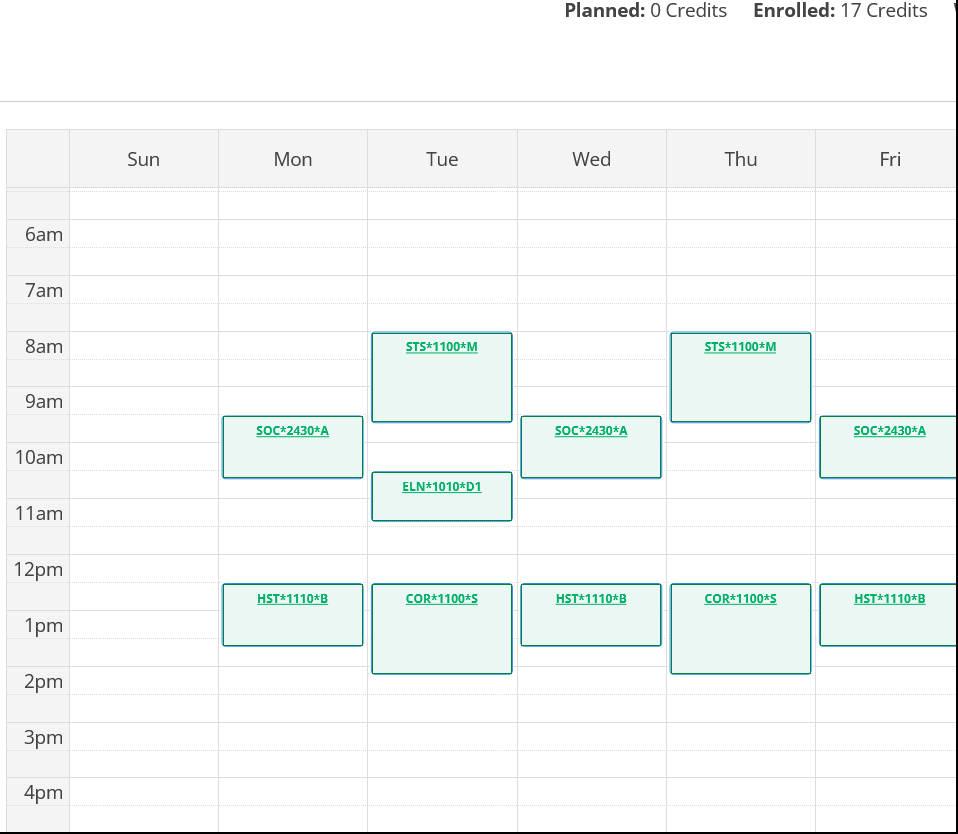 Planned: 0 Credits Enrolled: 17 Credits
Sun Mon Tue Wed Thu Fri
6am
7am
8am
STS*1100*M STS*1100*M
9am
SOC*2430*A SOC*2430*A SOC*2430*A
10am
ELN*1010*D1
11am
12pm
HST*1110*B COR*1100*S HST*1110*B COR*1100*S HST*1110*B
1pm
2pm
3pm
4pm